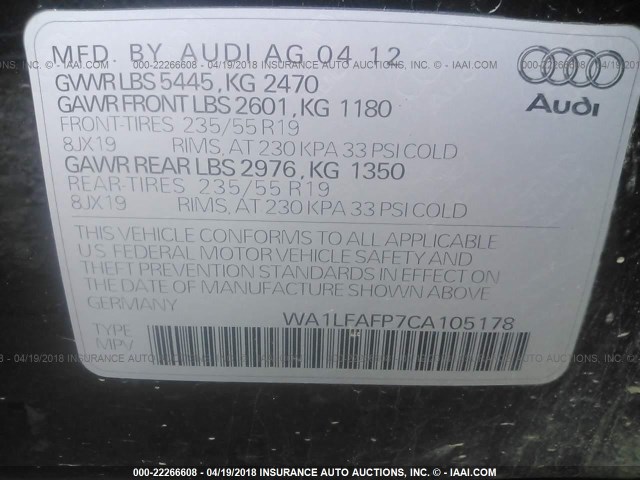 MFD. BY AUDI AG 04 12
GVWR LBS 5445, KG 2470
GAWR FRONT LBS 2601, KG 1180
FRONT-TIRES 235/55 R19
8JX19 RIMS, AT 230 KPA 33 PSI COLD
GAWR REAR LBS 2976, KG 1350
REAR-TIRES 235/55 R19
8JX19 RIMS, AT 230 KPA 33 PSI COLD
Audi
THIS VEHICLE CONFORMS TO ALL APPLICABLE
U.S. FEDERAL MOTOR VEHICLE SAFETY AND
THEFT PREVENTION STANDARDS IN EFFECT ON
THE DATE OF MANUFACTURE SHOWN ABOVE
GERMANY
WA1LFAFP7CA105178
TYPE
MPV
000-22266608 - 04/19/2018 INSURANCE AUTO AUCTIONS, INC. © - IAAI.COM